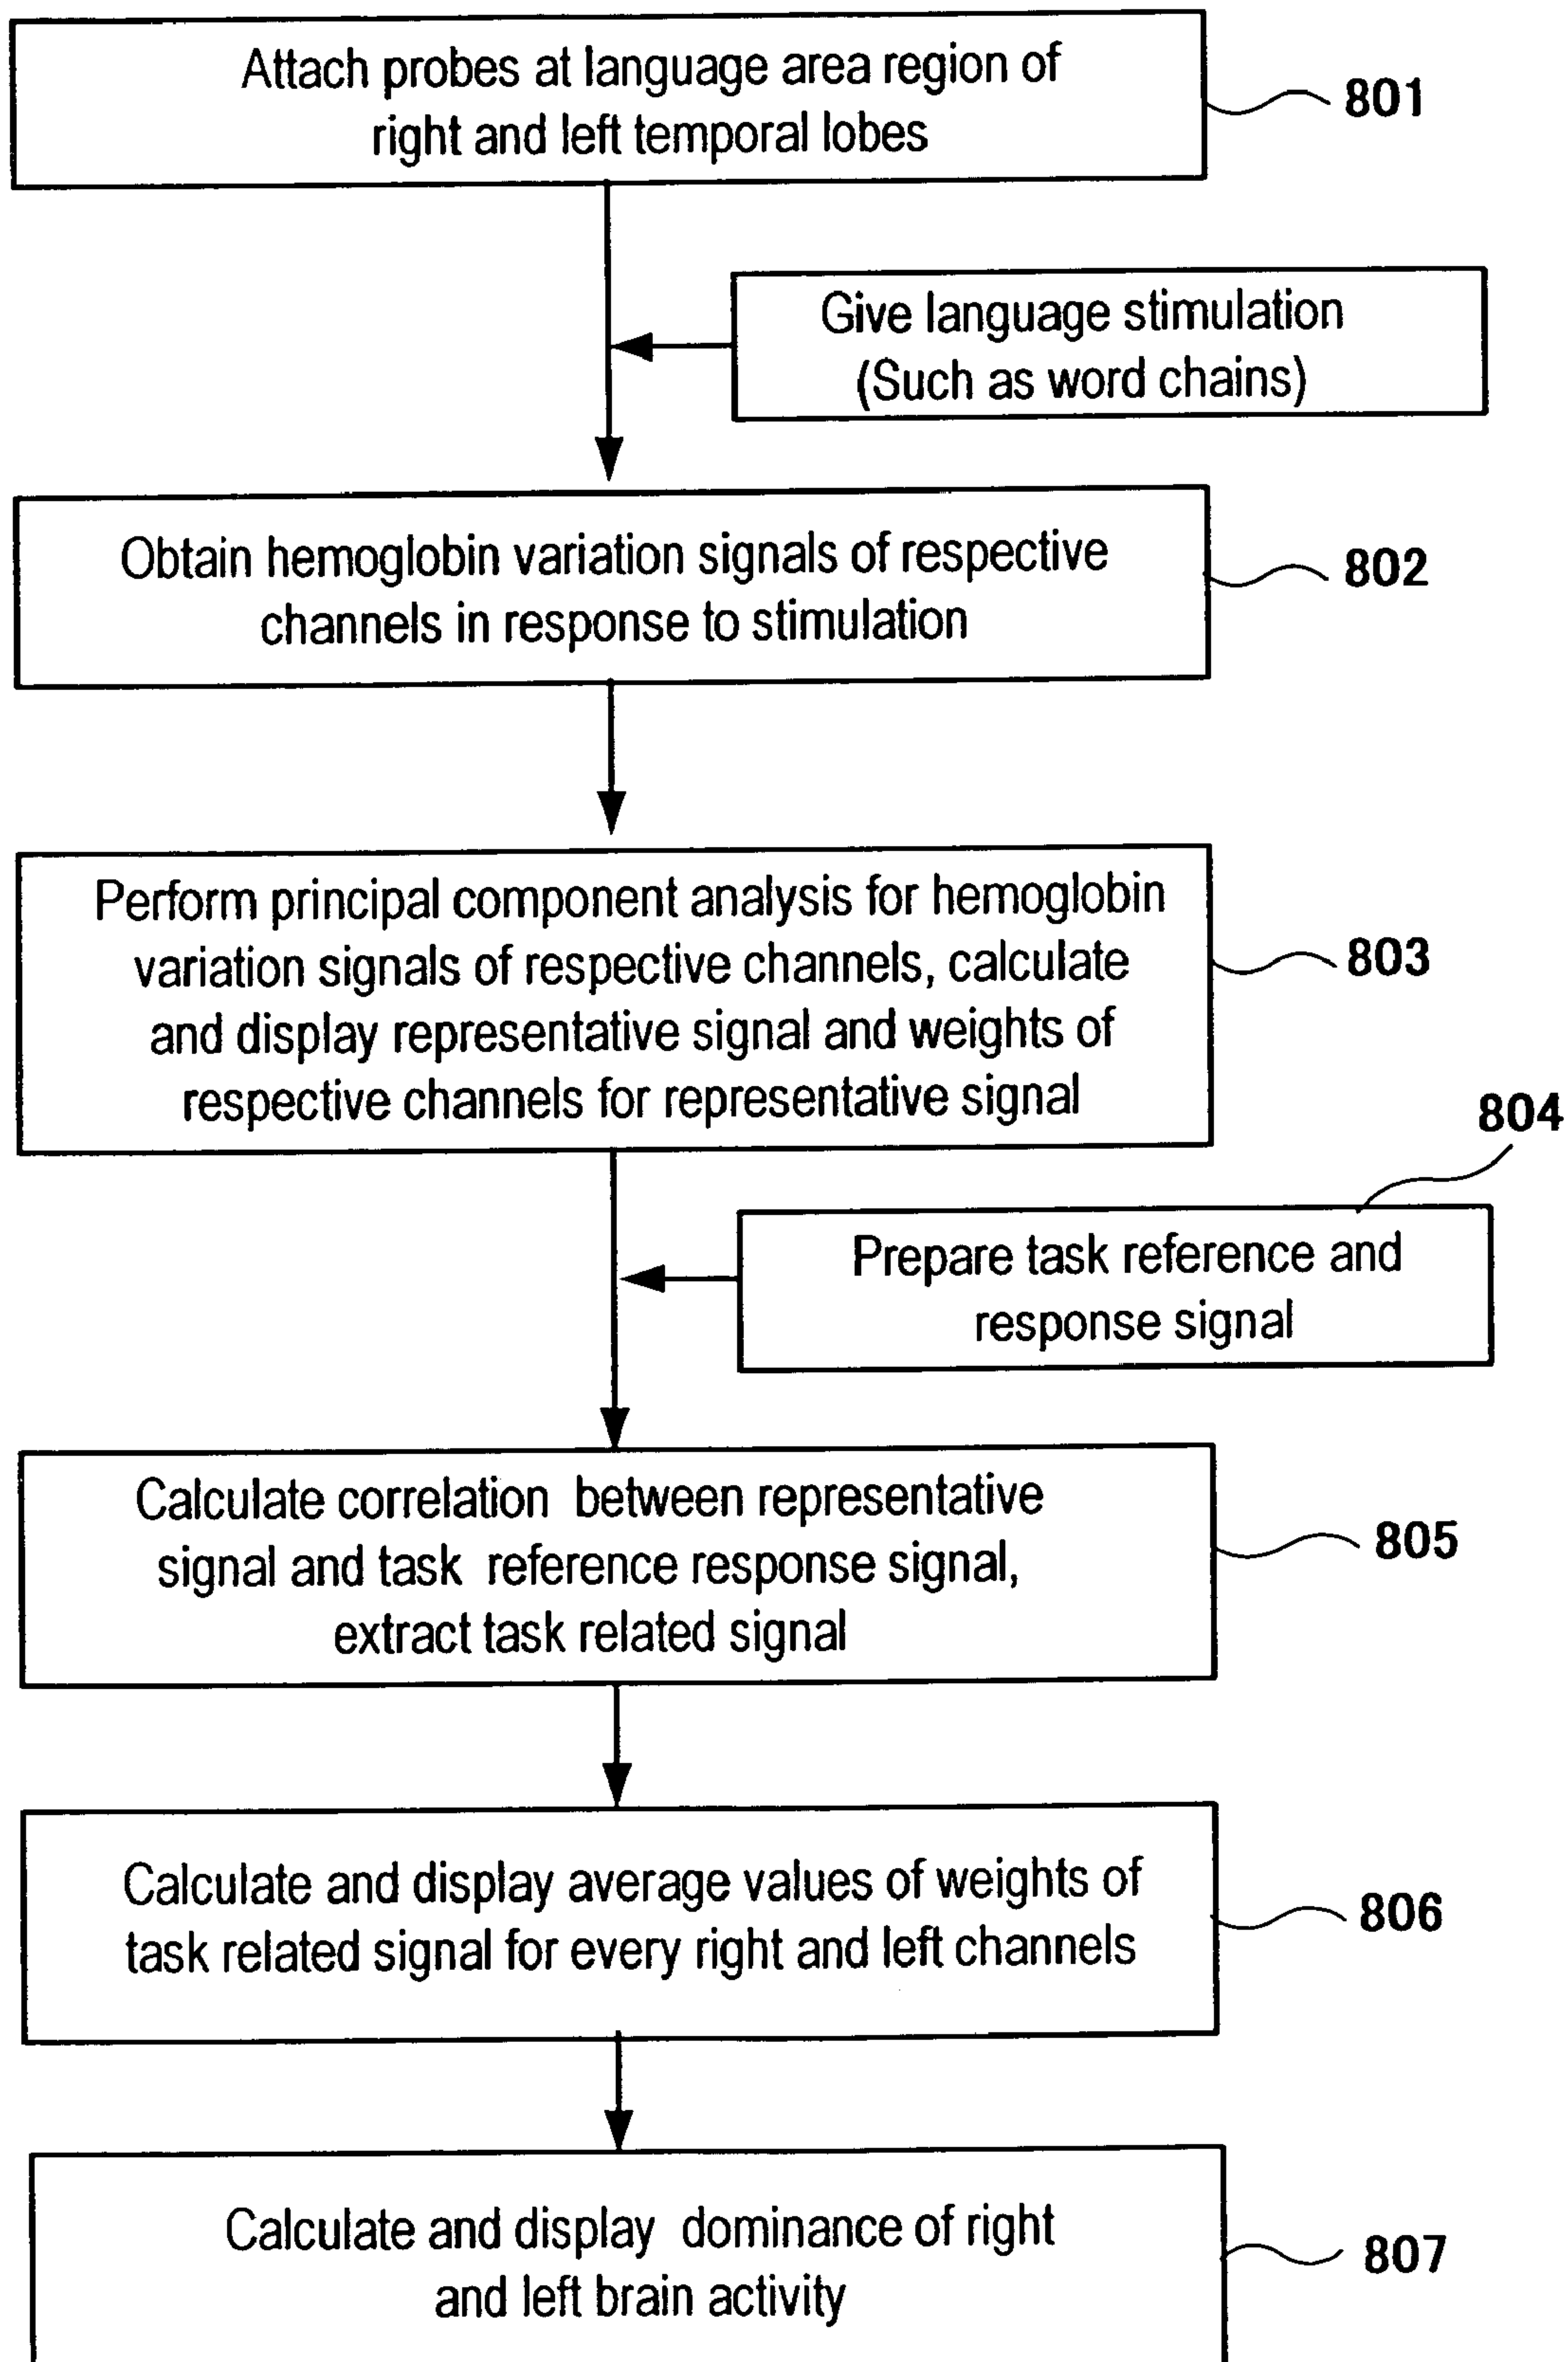 Attach probes at language area region of
right and left temporal lobes
801
Give language stimulation
(Such as word chains)
Obtain hemoglobin variation signals of respective
channels in response to stimulation
802
Perform principal component analysis for hemoglobin
variation signals of respective channels, calculate
and display representative signal and weights of
respective channels for representative signal
803
804
Prepare task reference and
response signal
Calculate correlation between representative
signal and task reference response signal,
extract task related signal
805
Calculate and display average values of weights of
task related signal for every right and left channels
806
Calculate and display dominance of right
and left brain activity
807